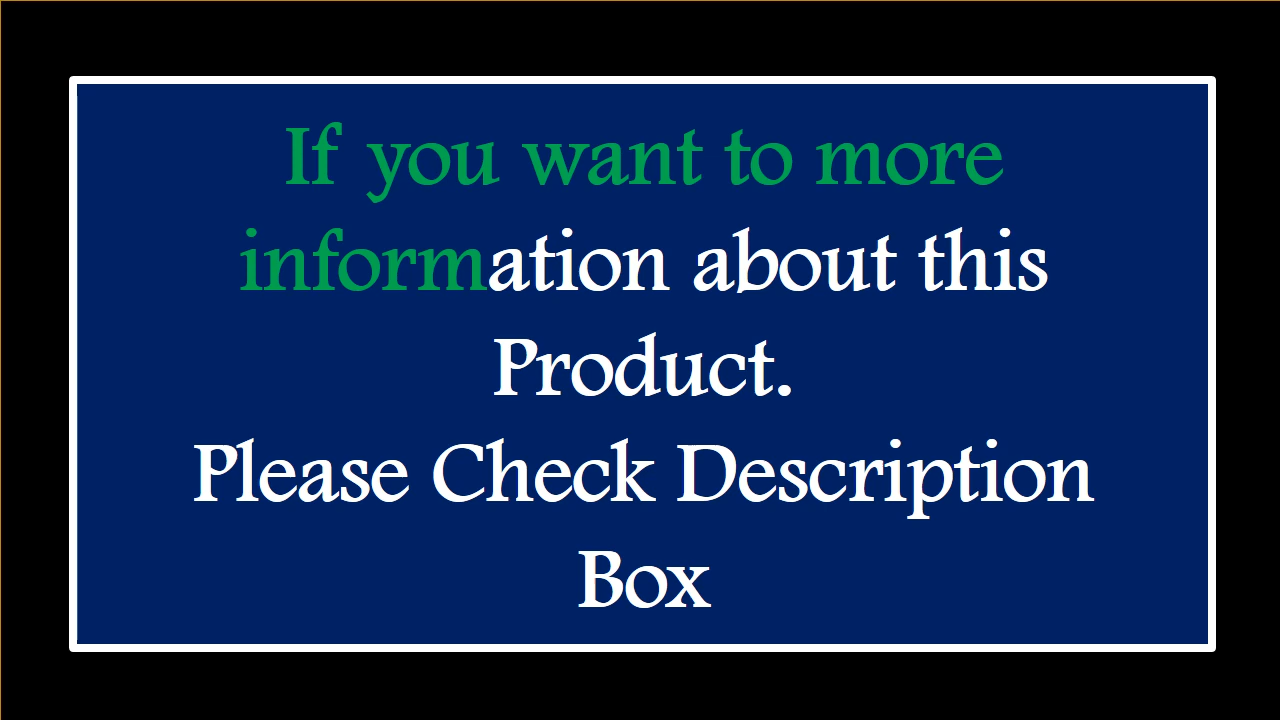 If you want to more
information about this
Product.
Please Check Description
Box